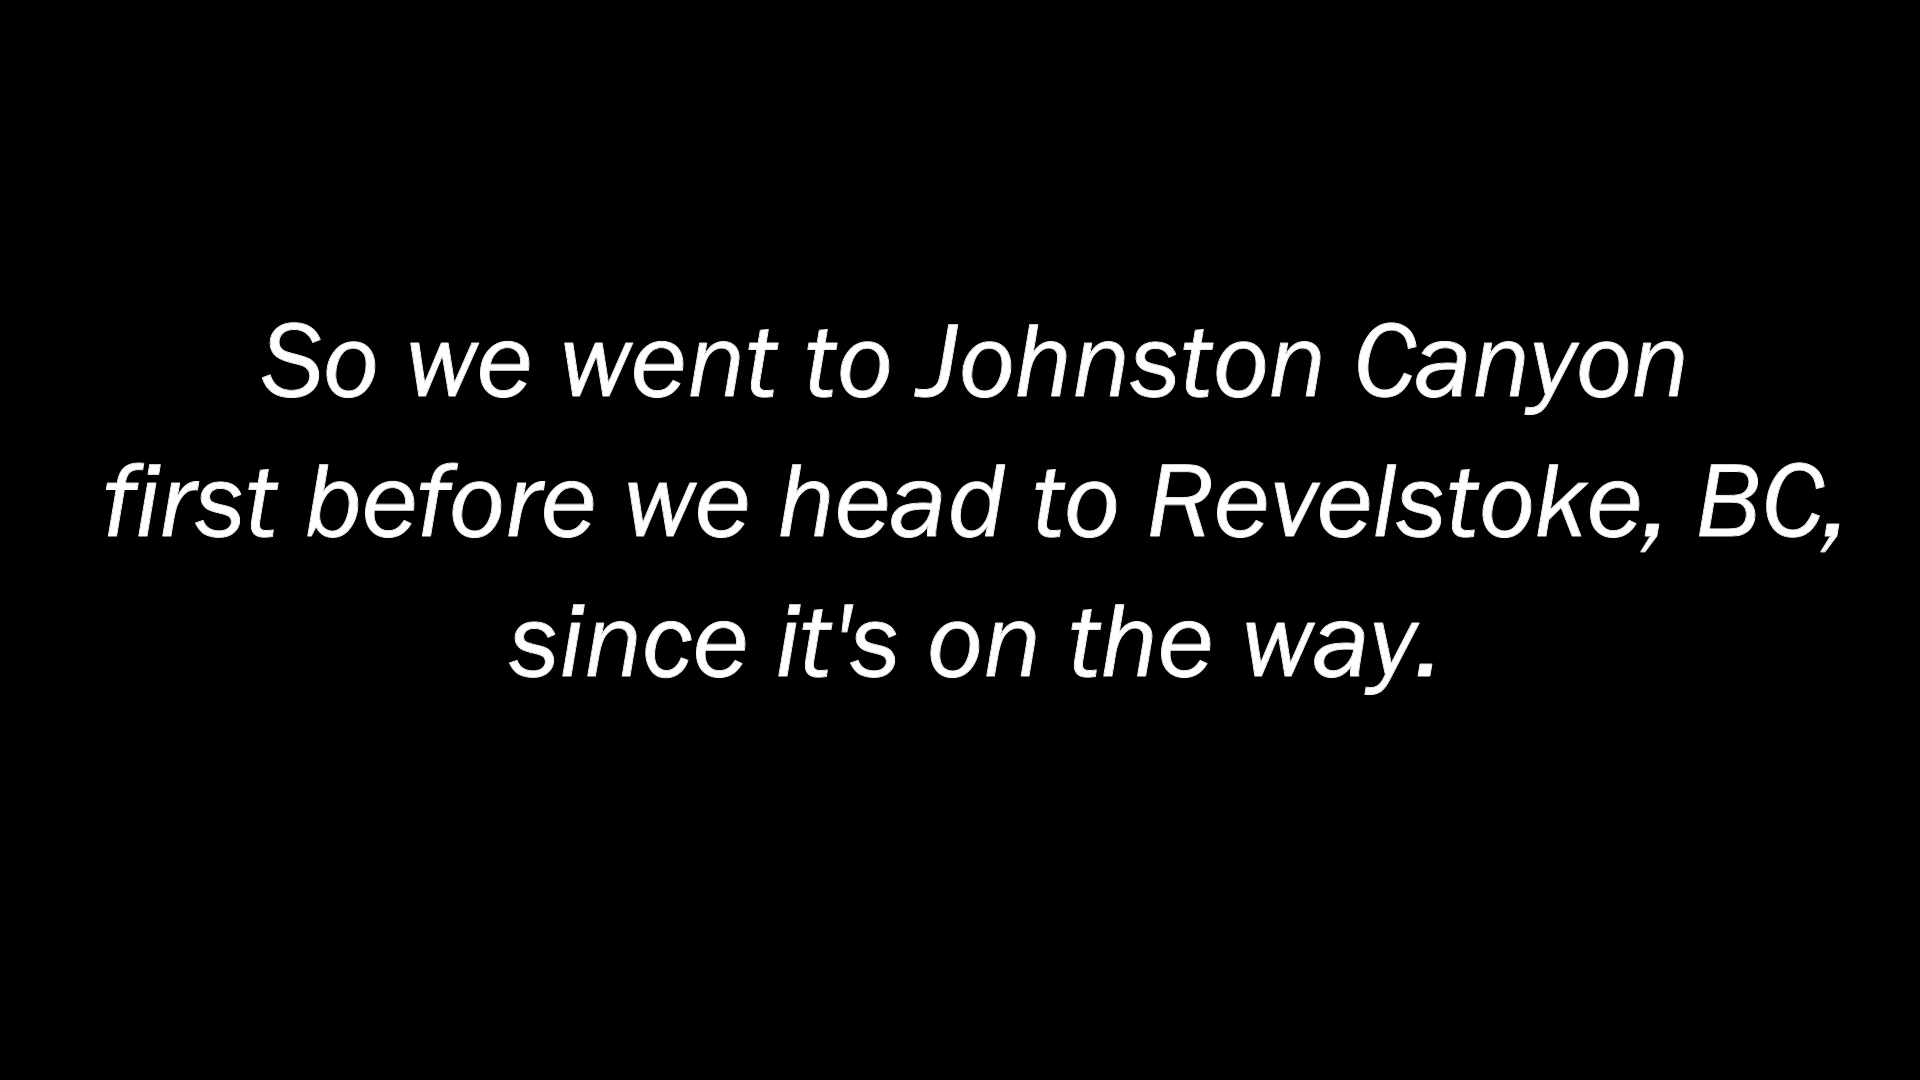 So we went to Johnston Canyon
first before we head to Revelstoke, BC,
since it's on the way.